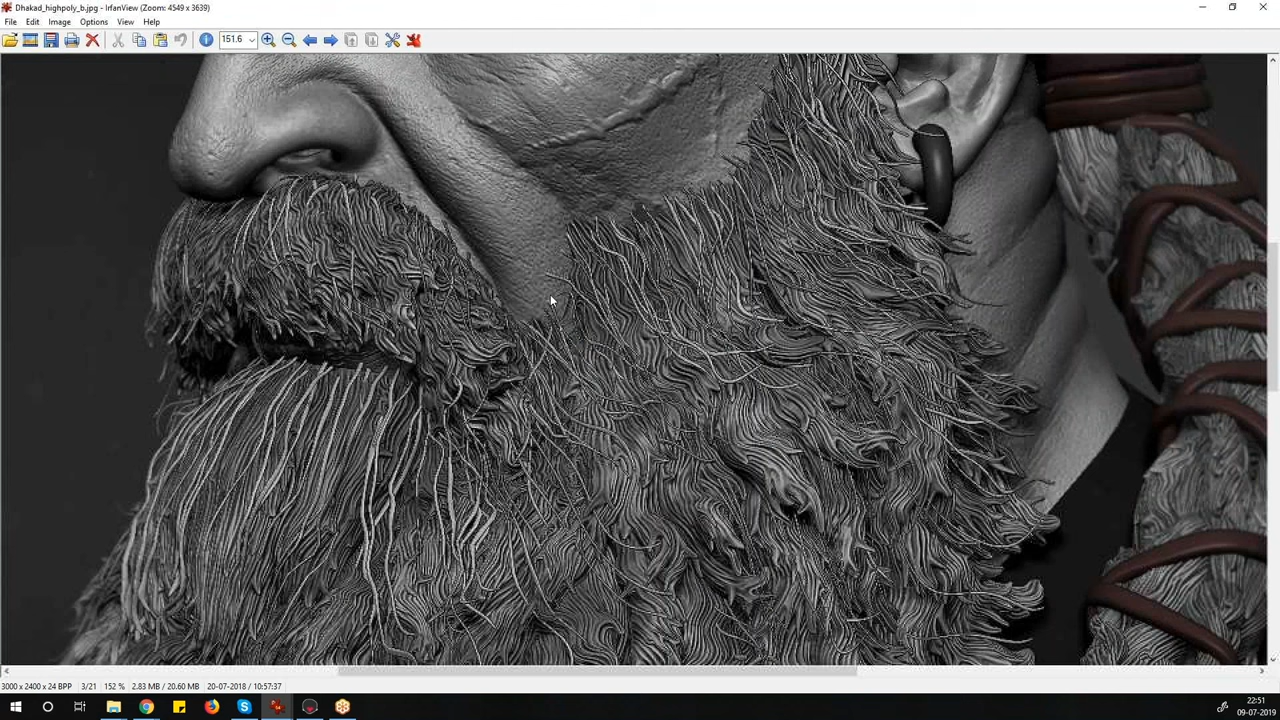 Dhakad_highpoly_b.jpg - IrfanView (Zoom: 4549 x 3639)
File Edit Image Options View Help
151.6
3000 x 2400 x 24 BPP 3/21 152 % 2.83 MB / 20.60 MB 20-07-2018 / 10:57:37
22:51
09-07-2019